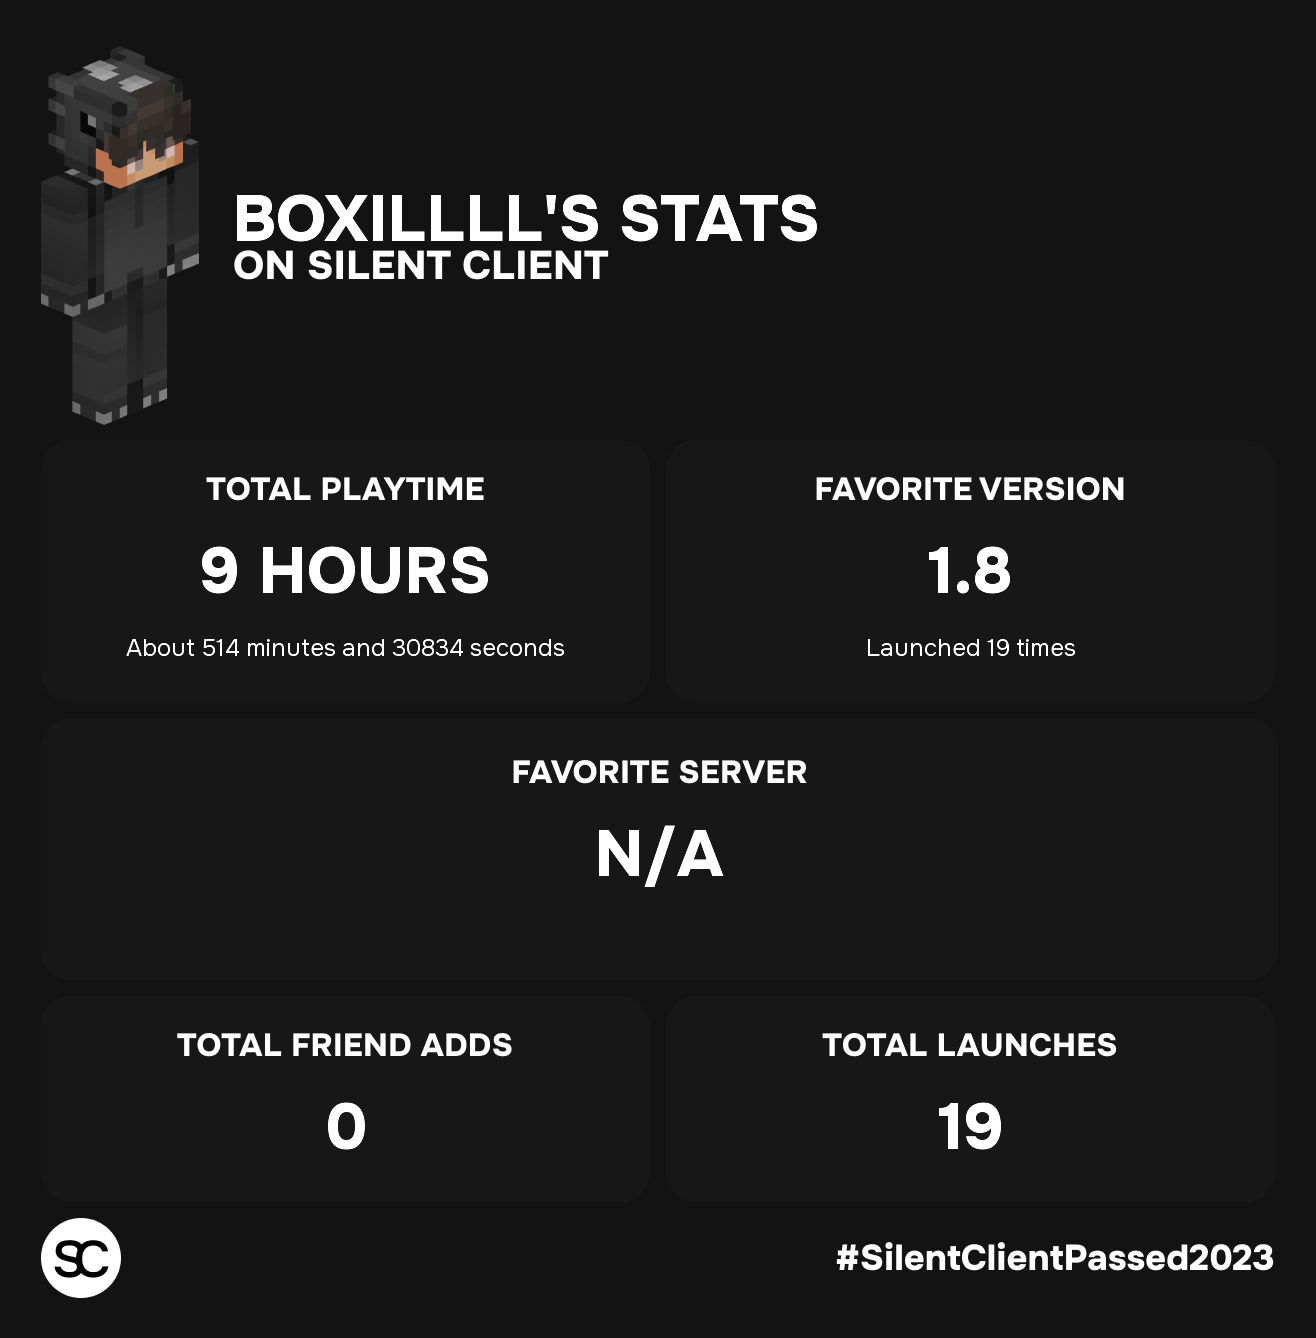 BOXILLLL'S STATS
ON SILENT CLIENT
TOTAL PLAYTIME
9 HOURS
About 514 minutes and 30834 seconds
FAVORITE VERSION
1.8
Launched 19 times
FAVORITE SERVER
N/A
TOTAL FRIEND ADDS
0
TOTAL LAUNCHES
19
SC
#SilentClientPassed2023